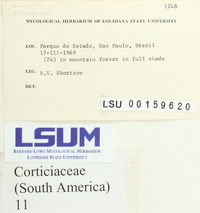 1248
MYCOLOGICAL HERBARIUM OF LOUISIANA STATE UNIVERSITY
LOC. Parque do Estado, Sao Paulo, Brazil
17-III-1969
(24) in mountain forest in full shade
LEG. S.V.
DET.
LSU 00159620
LSUM
BERNARD LOWY MYCOLOGICAL HERBARIUM
LOUISIANA STATE UNIVERSITY
Corticiaceae
(South America)
11